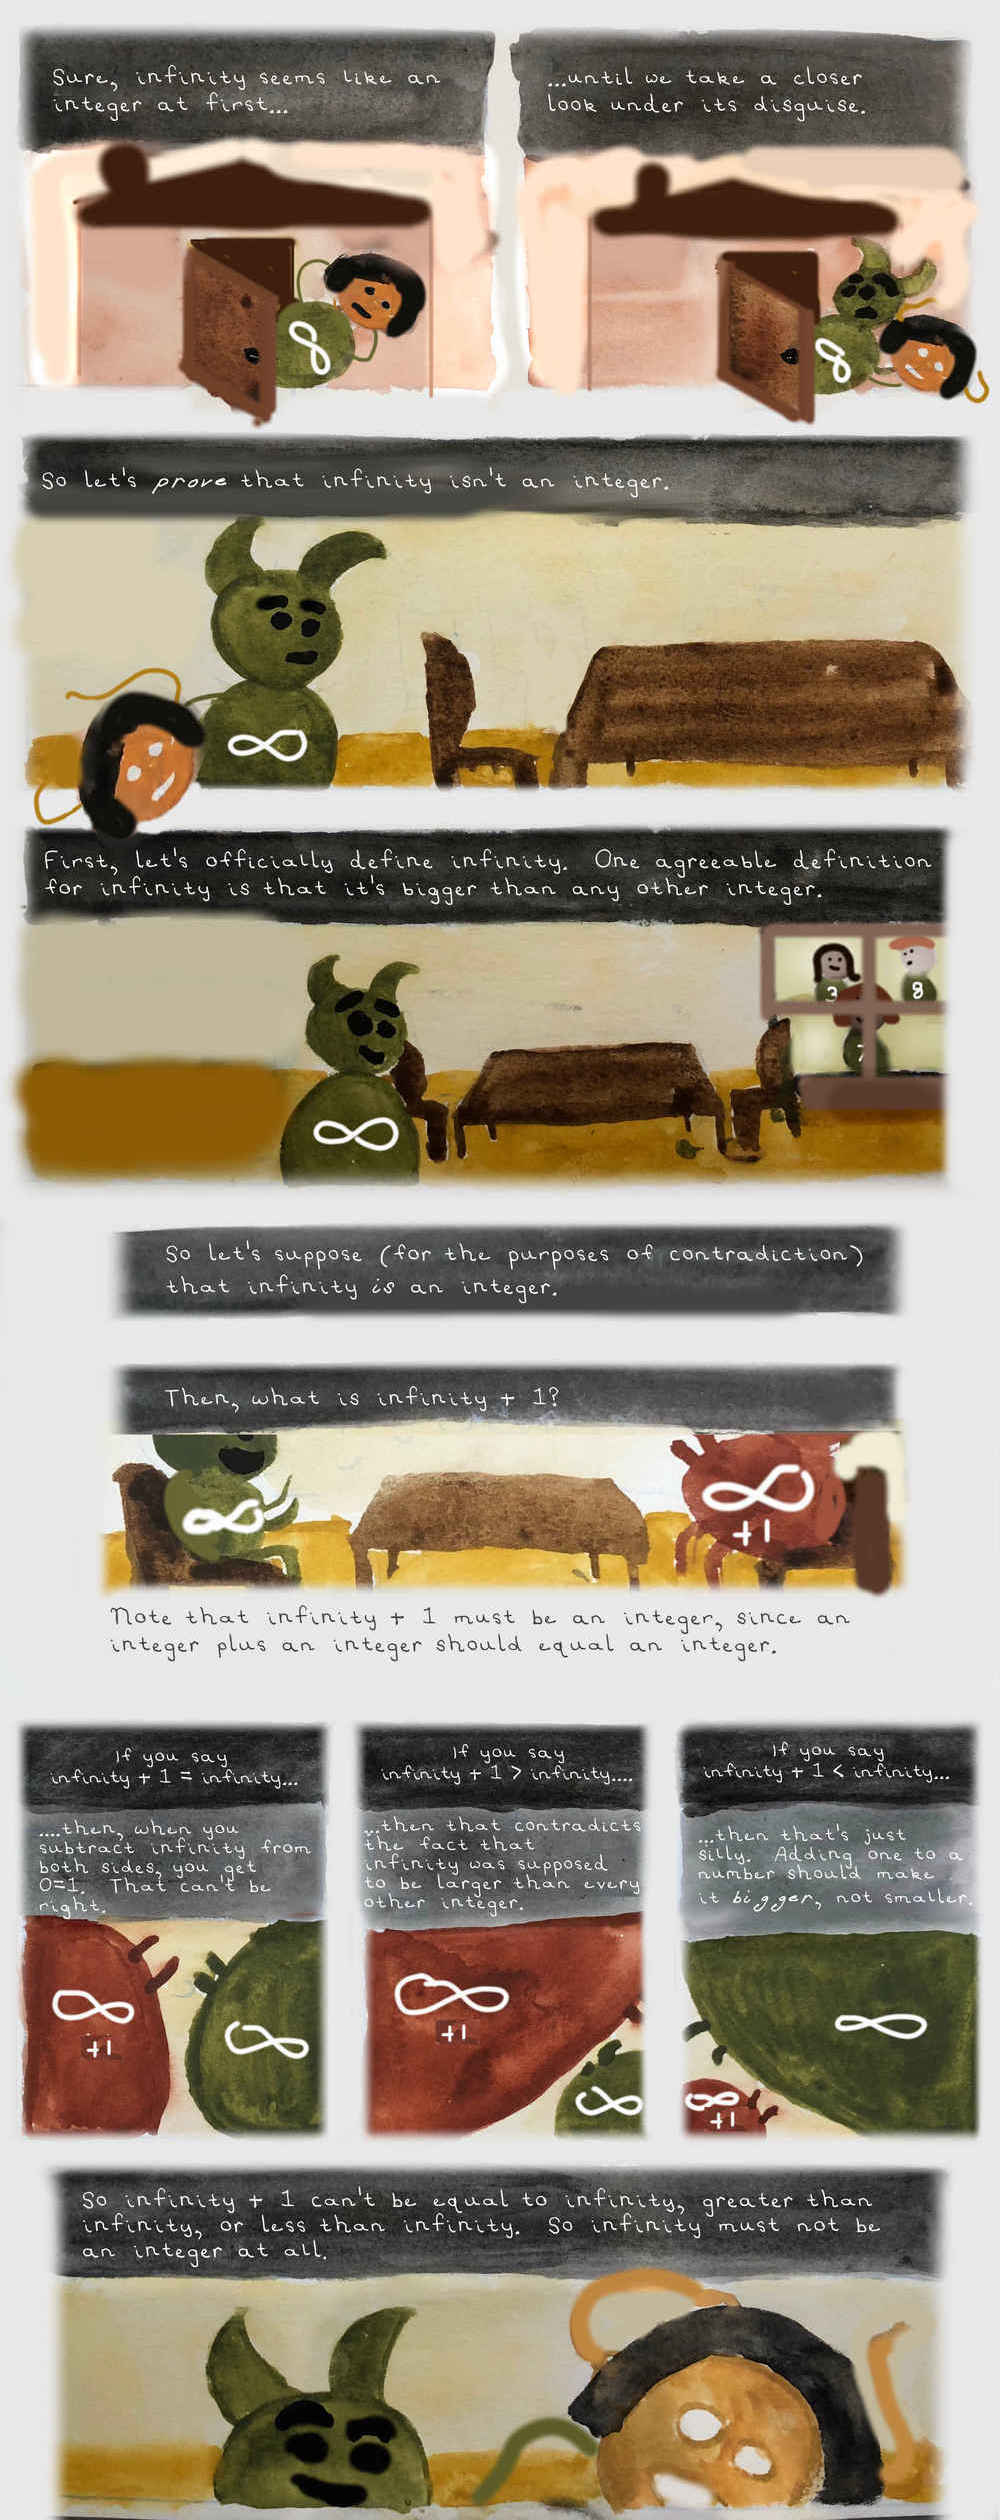 Sure, infinity seems like an
integer at first...
...until we take a closer
look under its disguise.
∞
∞
So let's prove that infinity isn't an integer.
∞
First, let's officially define infinity. One agreeable definition
for infinity is that it's bigger than any other integer.
3
8
7
∞
So let's suppose (for the purposes of contradiction)
that infinity is an integer.
Then, what is infinity + 1?
∞
∞
+1
Note that infinity + 1 must be an integer, since an
integer plus an integer should equal an integer.
If you say
infinity + 1 = infinity...
....then, when you
subtract infinity from
both sides, you get
0=1. That can't be
right.
∞
+1
∞
If you say
infinity + 1 > infinity....
...then that contradicts
the fact that
infinity was supposed
to be larger than every
other integer.
∞
+1
∞
If you say
infinity + 1 < infinity...
...then that's just
silly. Adding one to a
number should make
it bigger, not smaller.
∞
∞
+1
So infinity + 1 can't be equal to infinity, greater than
infinity, or less than infinity. So infinity must not be
an integer at all.